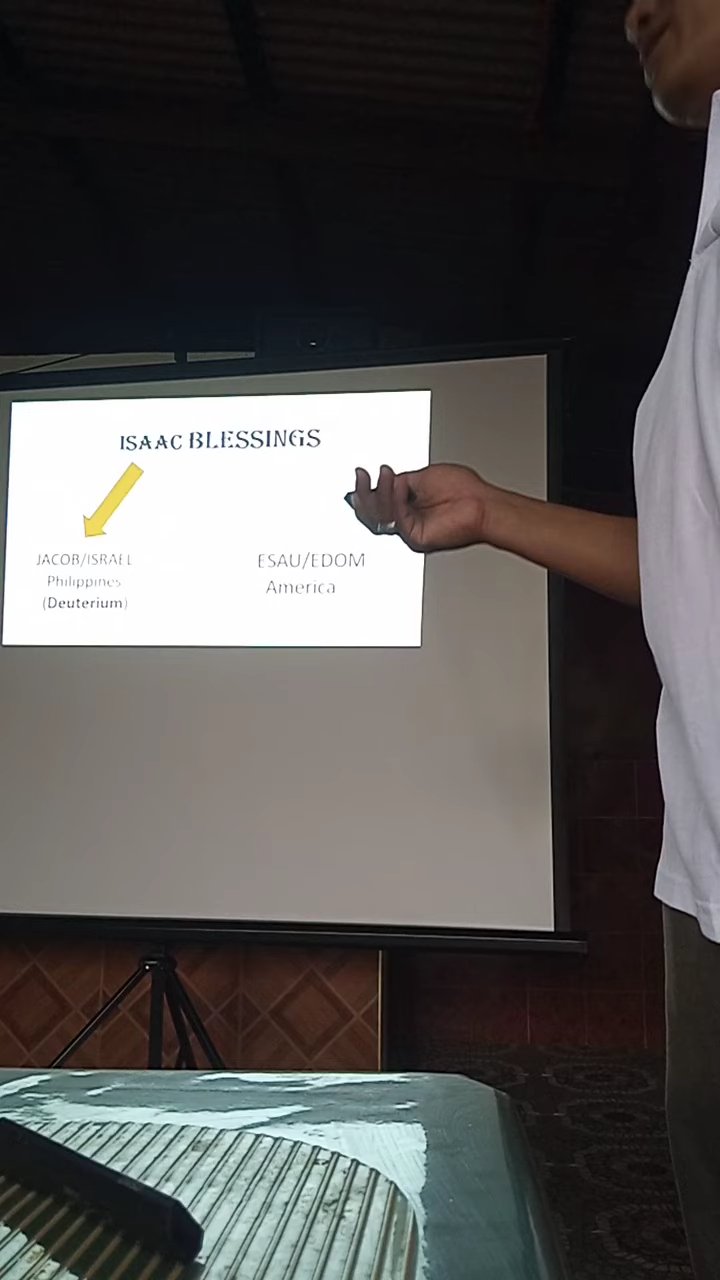 ISAAC BLESSINGS
JACOB/ISRAEL
Philippines
(Deuterium)
ESAU/EDOM
America